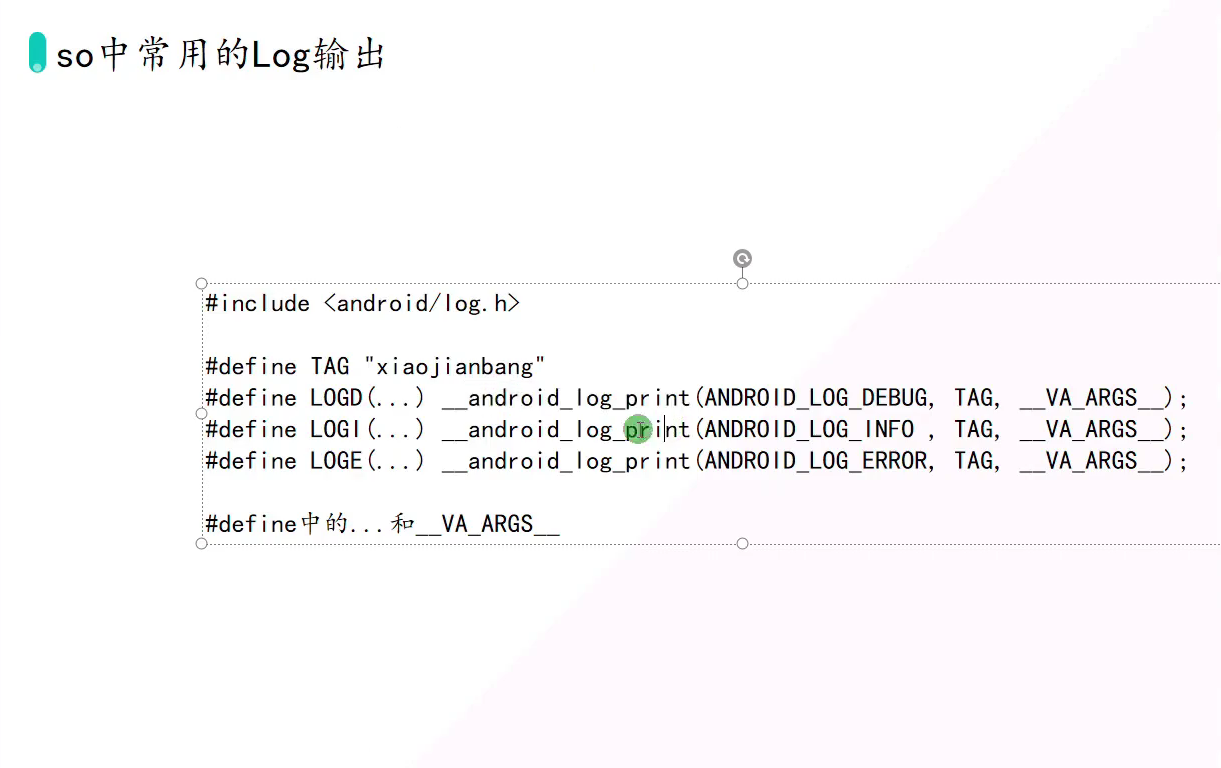 so中常用的Log输出
#include <android/log.h>
#define TAG "xiaojianbang"
#define LOGD(...) __android_log_print(ANDROID_LOG_DEBUG, TAG, __VA_ARGS__);
#define LOGI(...) __android_log_print(ANDROID_LOG_INFO , TAG, __VA_ARGS__);
#define LOGE(...) __android_log_print(ANDROID_LOG_ERROR, TAG, __VA_ARGS__);
#define中的...和__VA_ARGS__